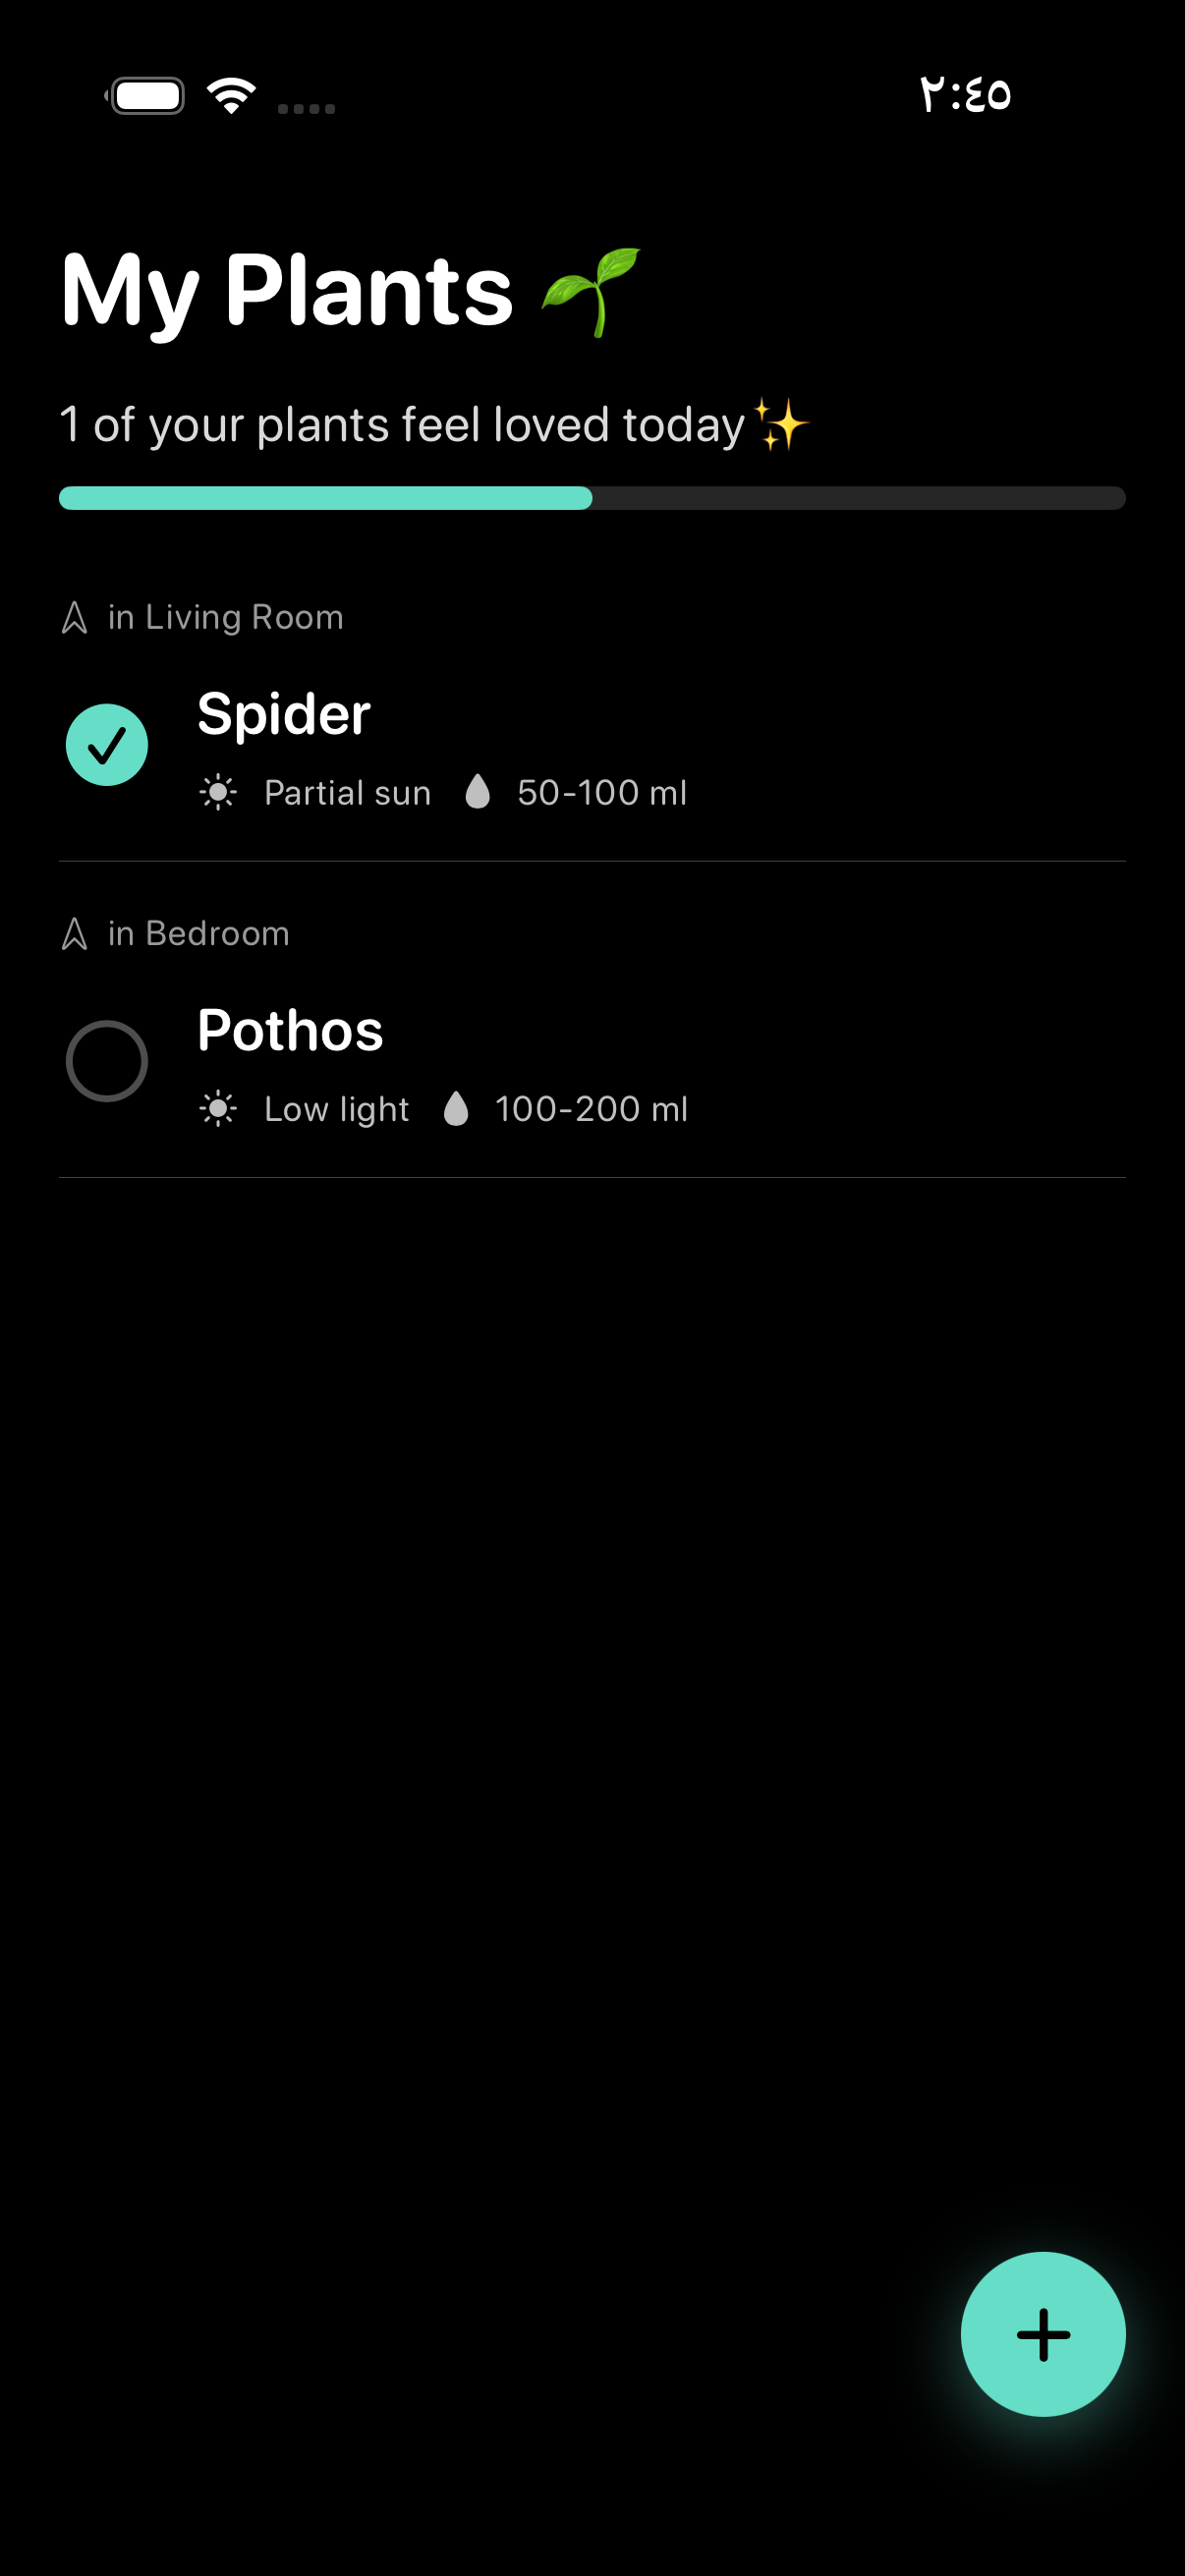 ٢:٤٥
My Plants 🌱
1 of your plants feel loved today✨
in Living Room
Spider
Partial sun 50-100 ml
in Bedroom
Pothos
Low light 100-200 ml